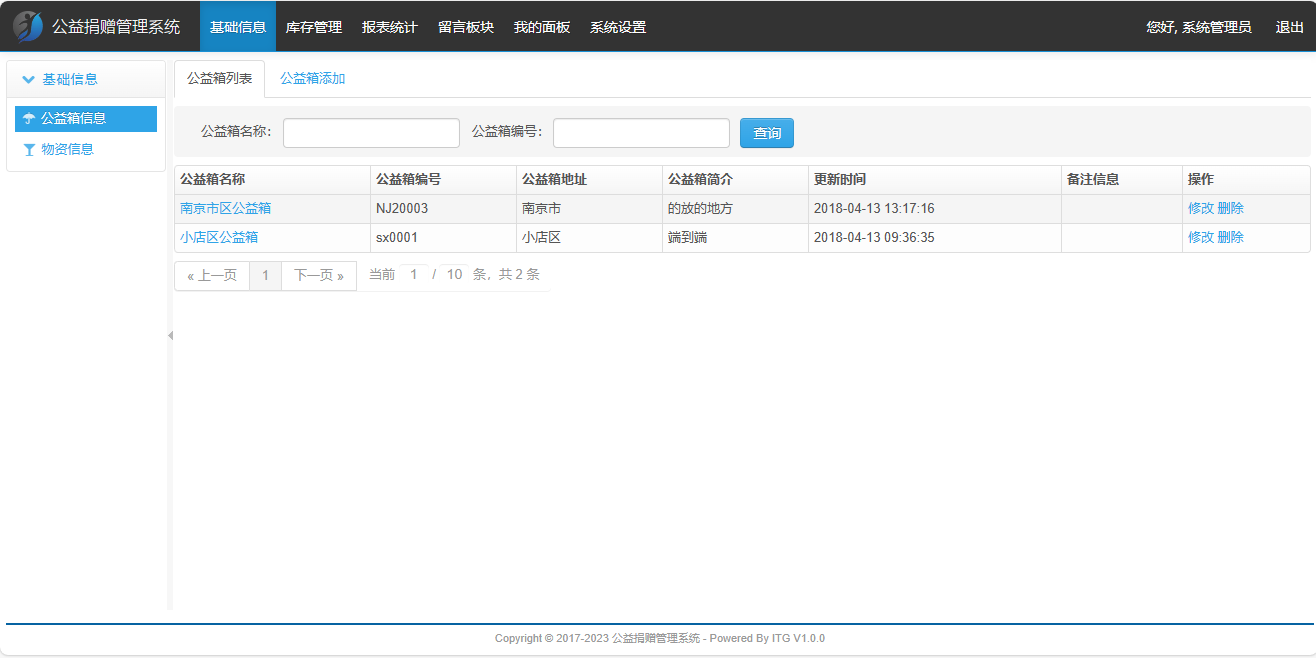 公益捐赠管理系统 基础信息 库存管理 报表统计 留言板块 我的面板 系统设置 您好, 系统管理员 退出
基础信息
公益箱信息
物资信息
公益箱列表 公益箱添加
公益箱名称： 公益箱编号： 查询
公益箱名称 公益箱编号 公益箱地址 公益箱简介 更新时间 备注信息 操作
南京市区公益箱 NJ20003 南京市 的放的地方 2018-04-13 13:17:16 修改 删除
小店区公益箱 sx0001 小店区 端到端 2018-04-13 09:36:35 修改 删除
« 上一页 1 下一页 » 当前 1 / 10 条，共 2 条
Copyright © 2017-2023 公益捐赠管理系统 - Powered By ITG V1.0.0